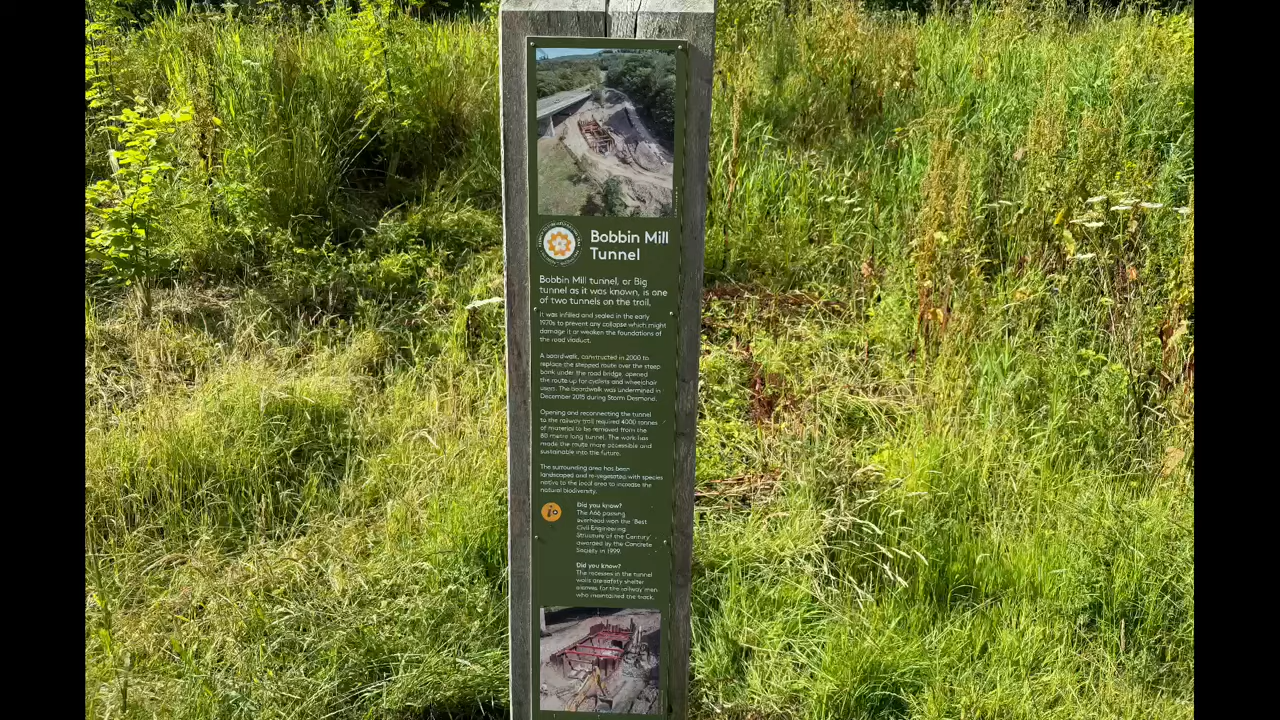 Bobbin Mill
Tunnel
Bobbin Mill tunnel, or Big
tunnel as it was known, is one
of two tunnels on the trail.
It was infilled and sealed in the early
1970s to prevent any collapse which might
damage it or weaken the foundations of
the road viaduct.
A boardwalk, constructed in 2000 to
replace the stepped route over the steep
bank under the road bridge, opened
the route up for cyclists and wheelchair
users. The boardwalk was undermined in
December 2015 during Storm Desmond.
Opening and reconnecting the tunnel
to the railway trail required 4000 tonnes
of material to be removed from the
80 metre long tunnel. The work has
made the route more accessible and
sustainable into the future.
The surrounding area has been
landscaped and re-vegetated with species
native to the local area to increase the
natural biodiversity.
Did you know?
The A66 passing
overhead won the 'Best
Civil Engineering
Structure of the Century'
awarded by the Concrete
Society in 1999.
Did you know?
The recesses in the tunnel
walls are safety shelter
places for the railway men
who maintained the track.